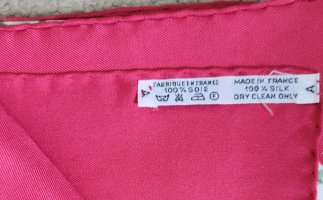 A
FABRIQUE EN FRANCE
100% SOIE
MADE IN FRANCE
100% SILK
DRY CLEAN ONLY
A